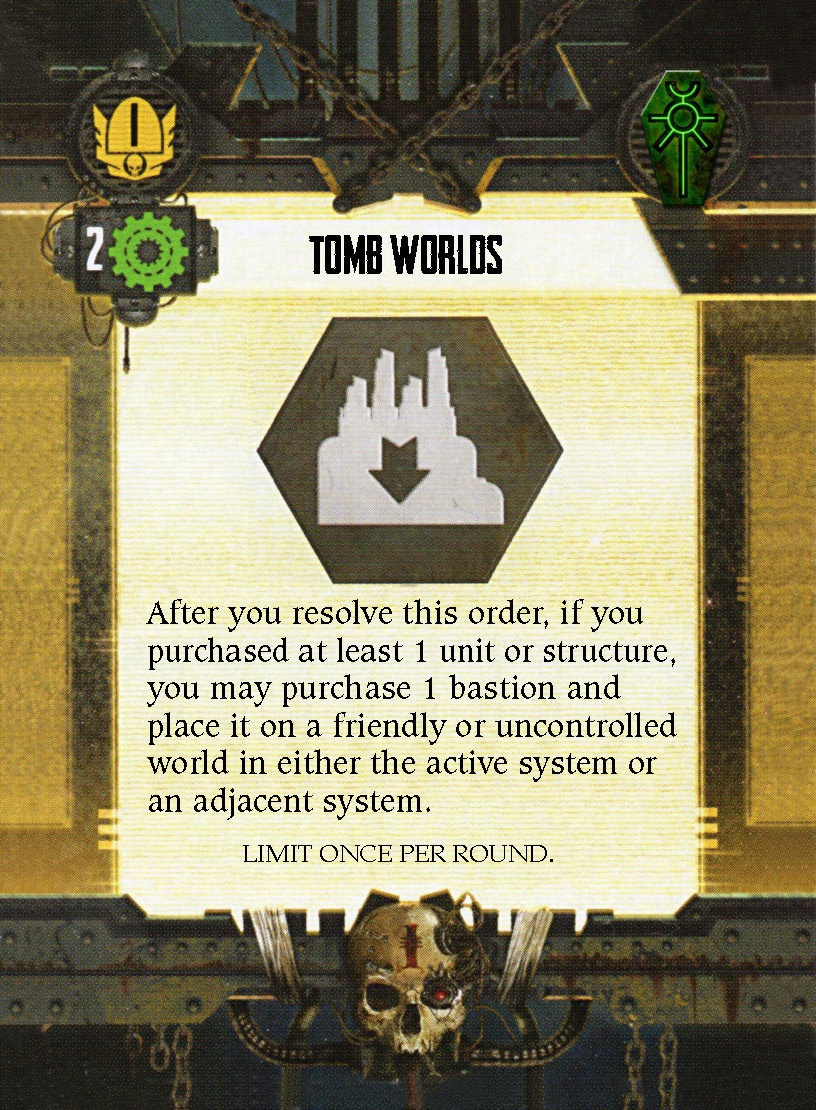 I
2
TOMB WORLDS
After you resolve this order, if you
purchased at least 1 unit or structure,
you may purchase 1 bastion and
place it on a friendly or uncontrolled
world in either the active system or
an adjacent system.
LIMIT ONCE PER ROUND.
I